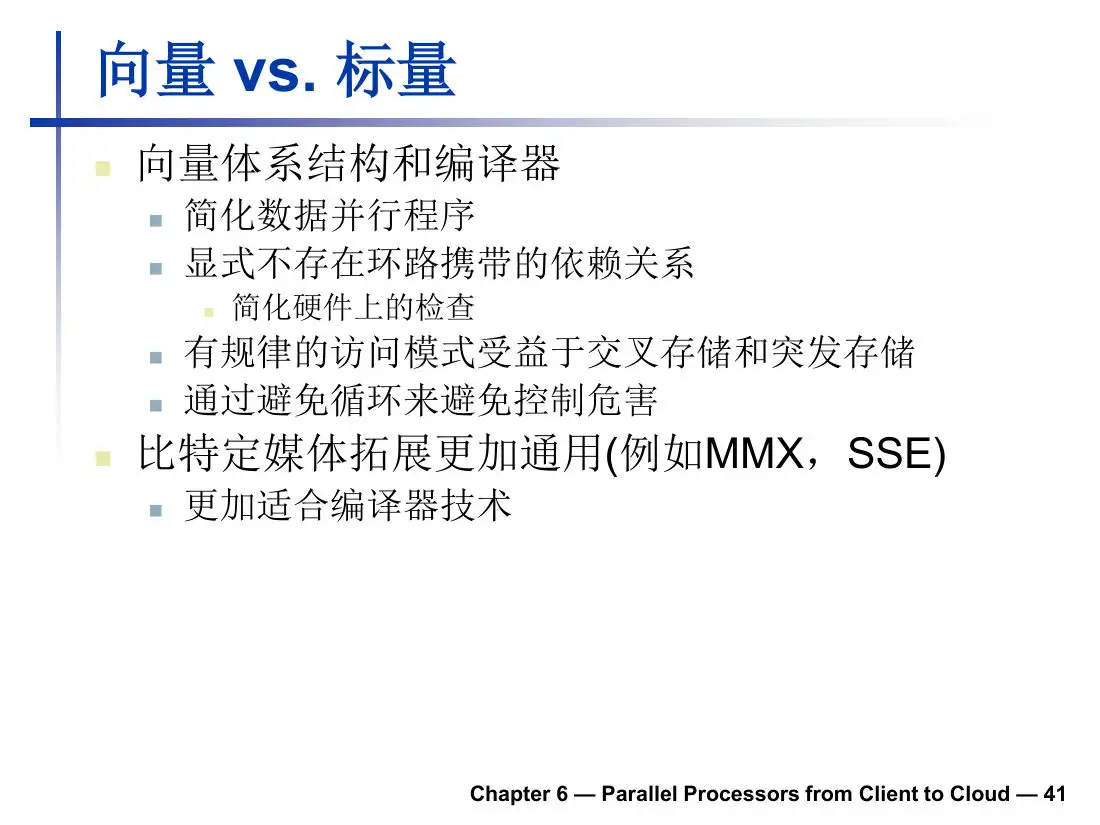 向量 vs. 标量
向量体系结构和编译器
简化数据并行程序
显式不存在环路携带的依赖关系
简化硬件上的检查
有规律的访问模式受益于交叉存储和突发存储
通过避免循环来避免控制危害
比特定媒体拓展更加通用(例如MMX，SSE)
更加适合编译器技术
Chapter 6 — Parallel Processors from Client to Cloud — 41